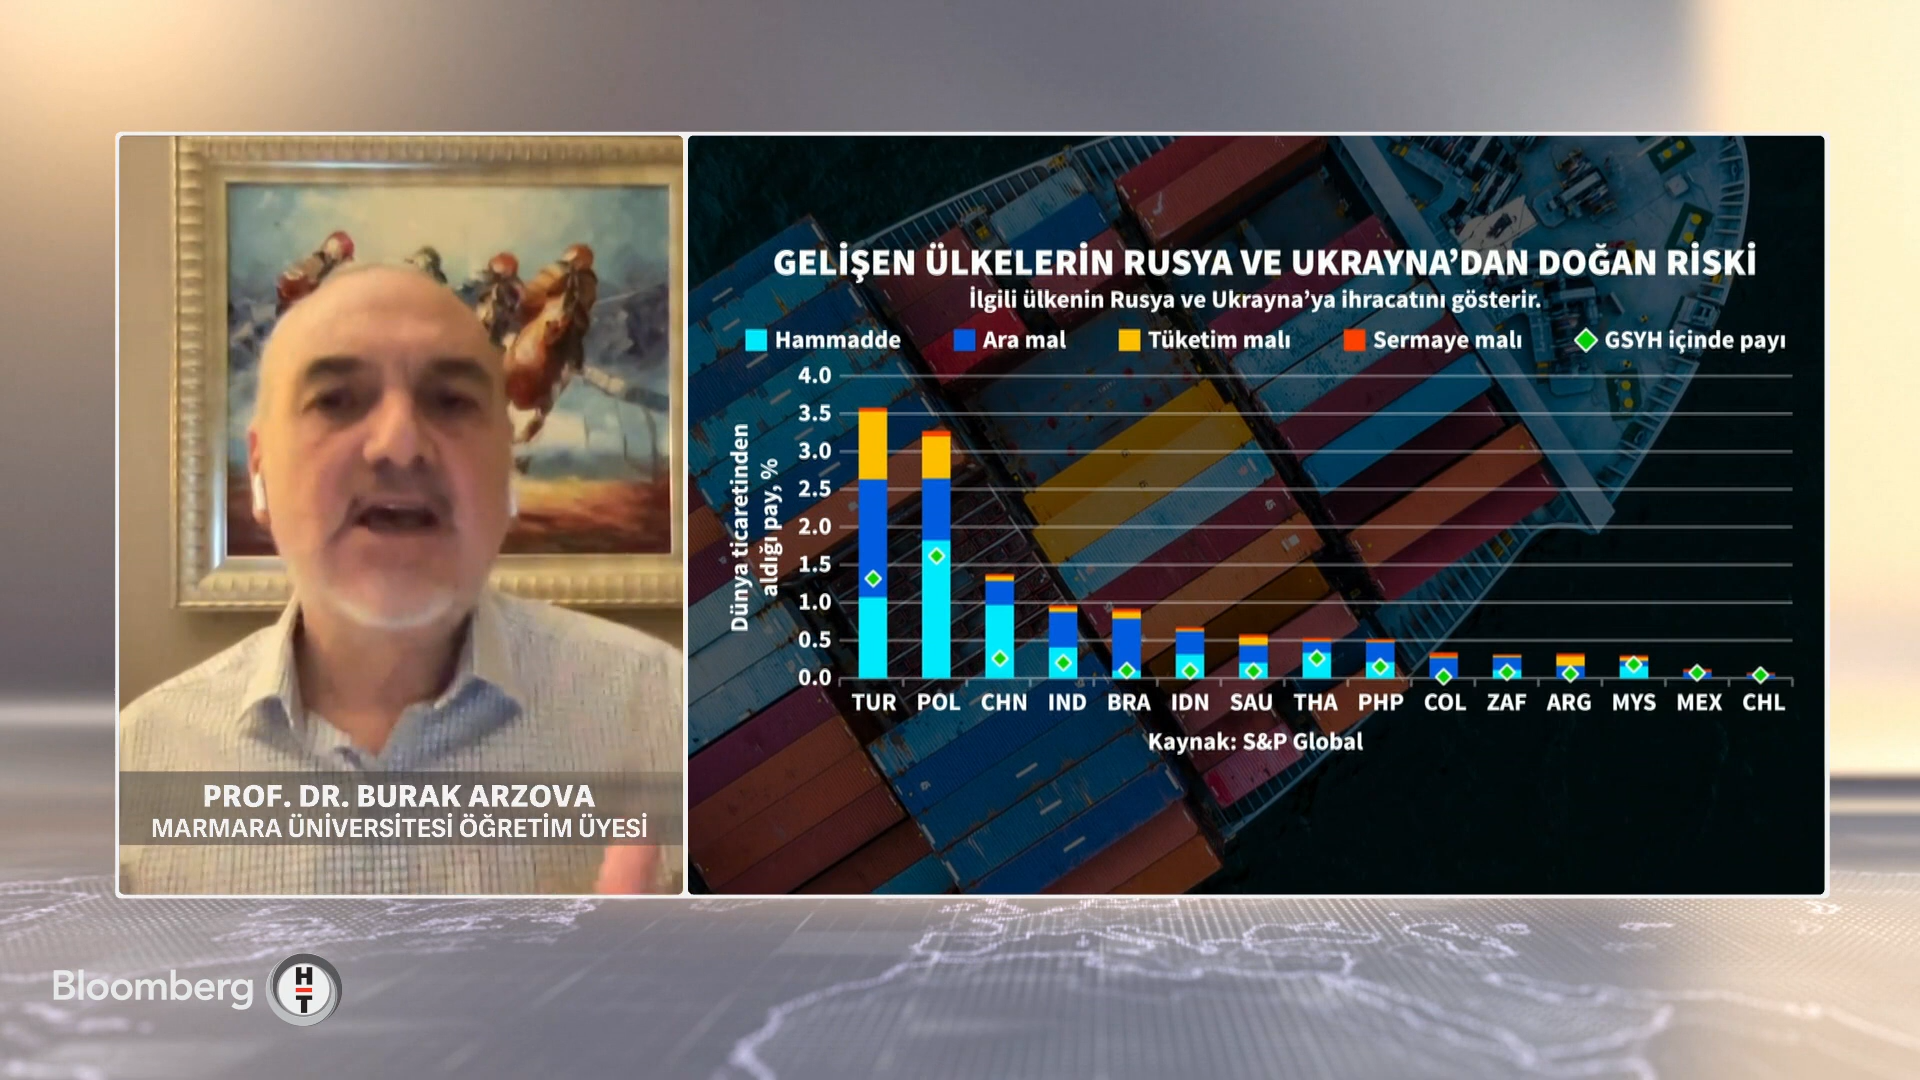 GELİŞEN ÜLKELERİN RUSYA VE UKRAYNA’DAN DOĞAN RİSKİ
İlgili ülkenin Rusya ve Ukrayna’ya ihracatını gösterir.
Hammadde Ara mal Tüketim malı Sermaye malı GSYH içinde payı
Dünya ticaretinden
aldığı pay, %
4.0
3.5
3.0
2.5
2.0
1.5
1.0
0.5
0.0
TUR POL CHN IND BRA IDN SAU THA PHP COL ZAF ARG MYS MEX CHL
Kaynak: S&P Global
PROF. DR. BURAK ARZOVA
MARMARA ÜNİVERSİTESİ ÖĞRETİM ÜYESİ
Bloomberg HT